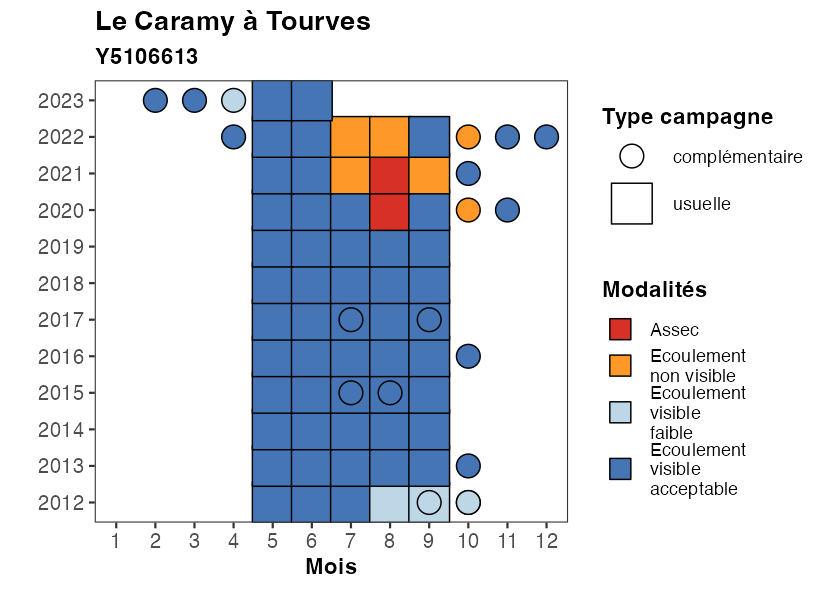 Le Caramy à Tourves
Y5106613
2023
2022
2021
2020
2019
2018
2017
2016
2015
2014
2013
2012
1 2 3 4 5 6 7 8 9 10 11 12
Mois
Type campagne
complémentaire
usuelle
Modalités
Assec
Ecoulement
non visible
Ecoulement
visible
faible
Ecoulement
visible
acceptable